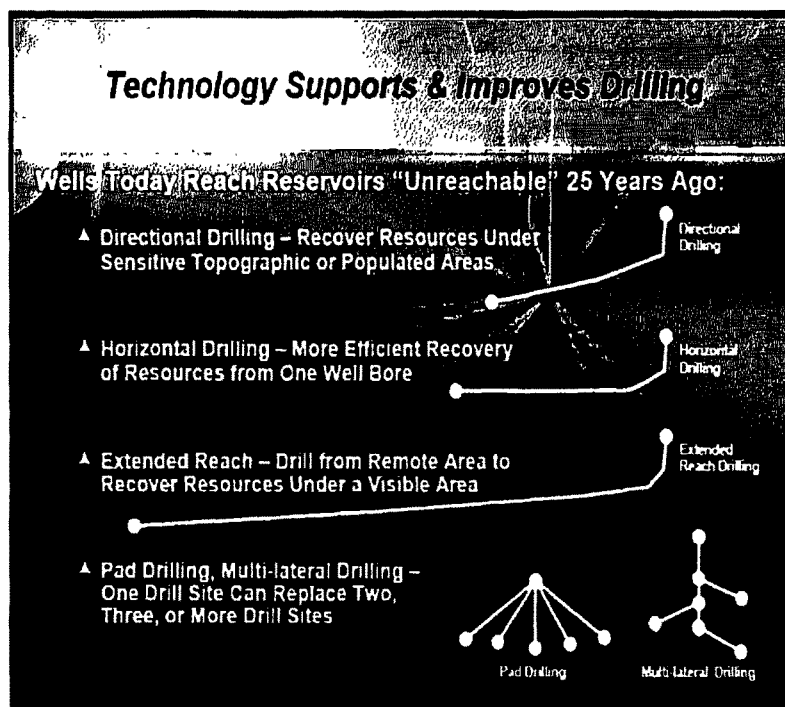 Technology Supports & Improves Drilling
Wells Today Reach Reservoirs "Unreachable" 25 Years Ago:
Directional Drilling – Recover Resources Under
Sensitive Topographic or Populated Areas
Directional
Drilling
Horizontal Drilling – More Efficient Recovery
of Resources from One Well Bore
Horizontal
Drilling
Extended Reach – Drill from Remote Area to
Recover Resources Under a Visible Area
Extended
Reach Drilling
Pad Drilling, Multi-lateral Drilling –
One Drill Site Can Replace Two,
Three, or More Drill Sites
Pad Drilling
Multi-lateral Drilling